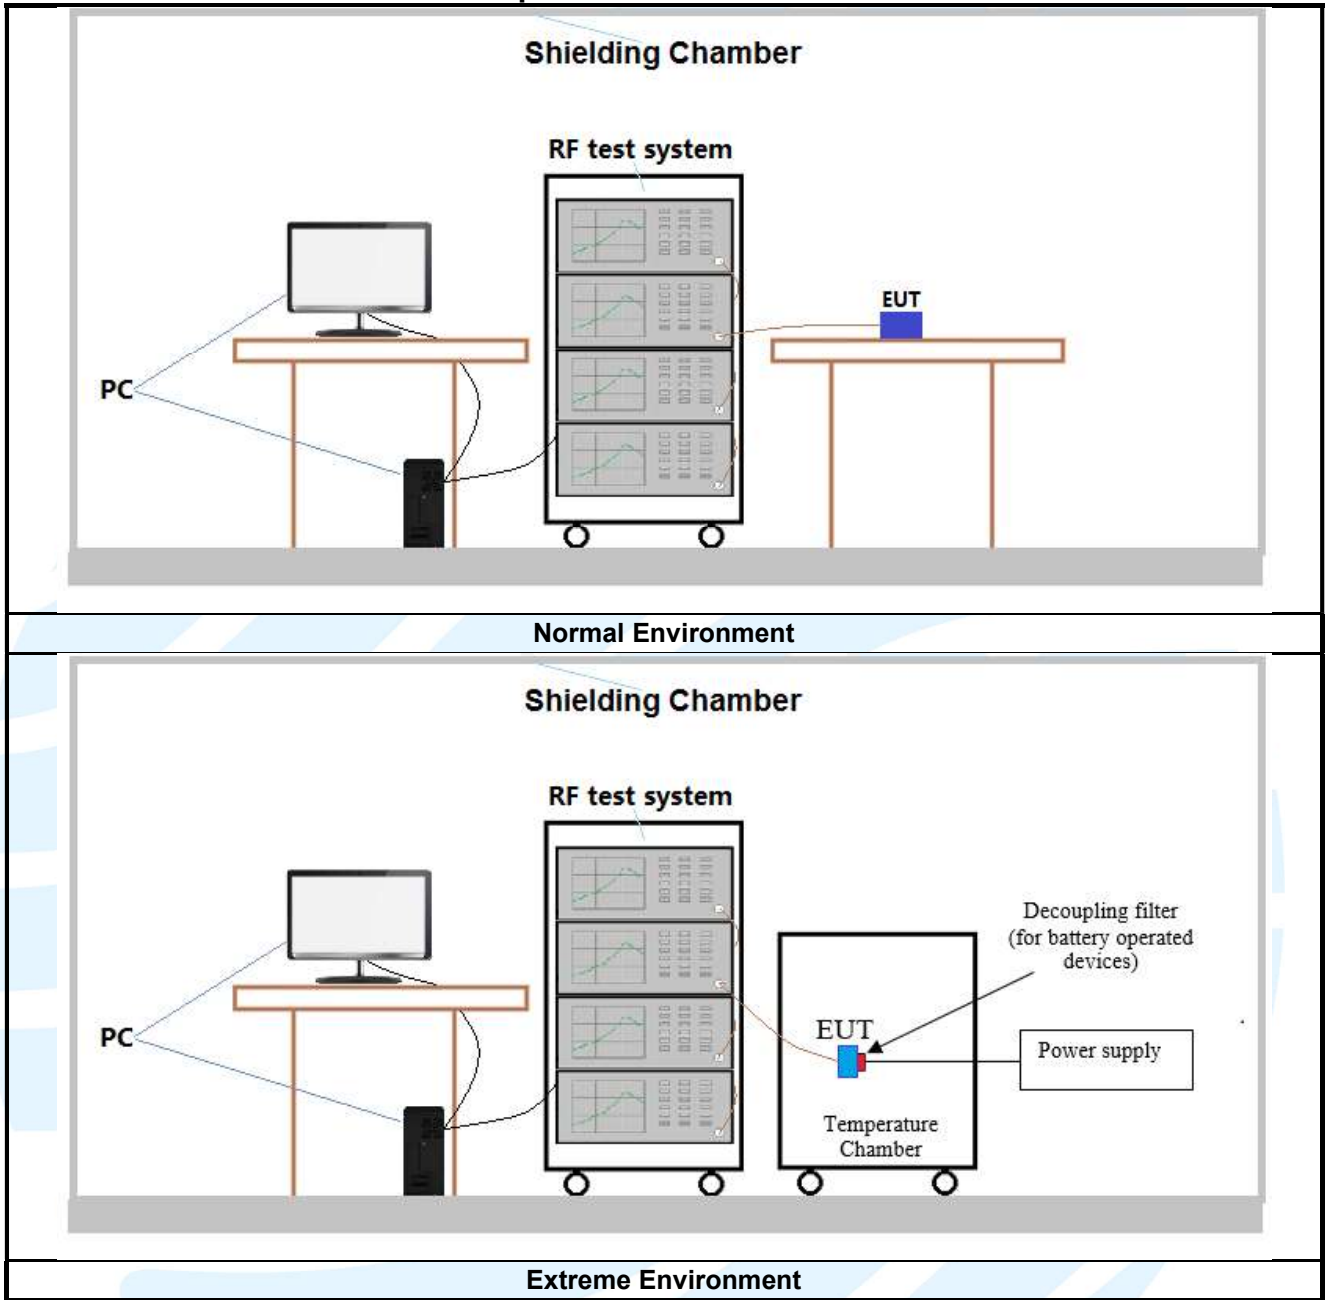 Shielding Chamber
RF test system
EUT
PC
Normal Environment
Shielding Chamber
RF test system
Decoupling filter
(for battery operated
devices)
EUT
PC
Power supply
Temperature
Chamber
Extreme Environment